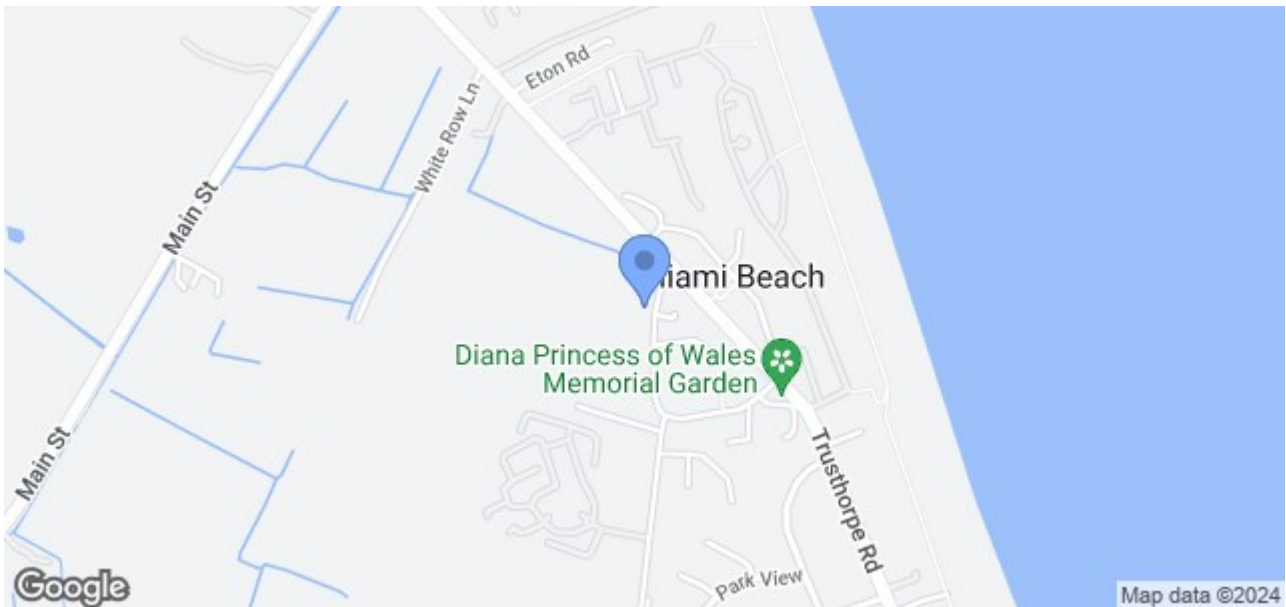 Eton Rd
White Row Ln
Main St
iami Beach
Diana Princess of Wales
Memorial Garden
Main St
Trusthorpe Rd
Park View
Google
Map data ©2024